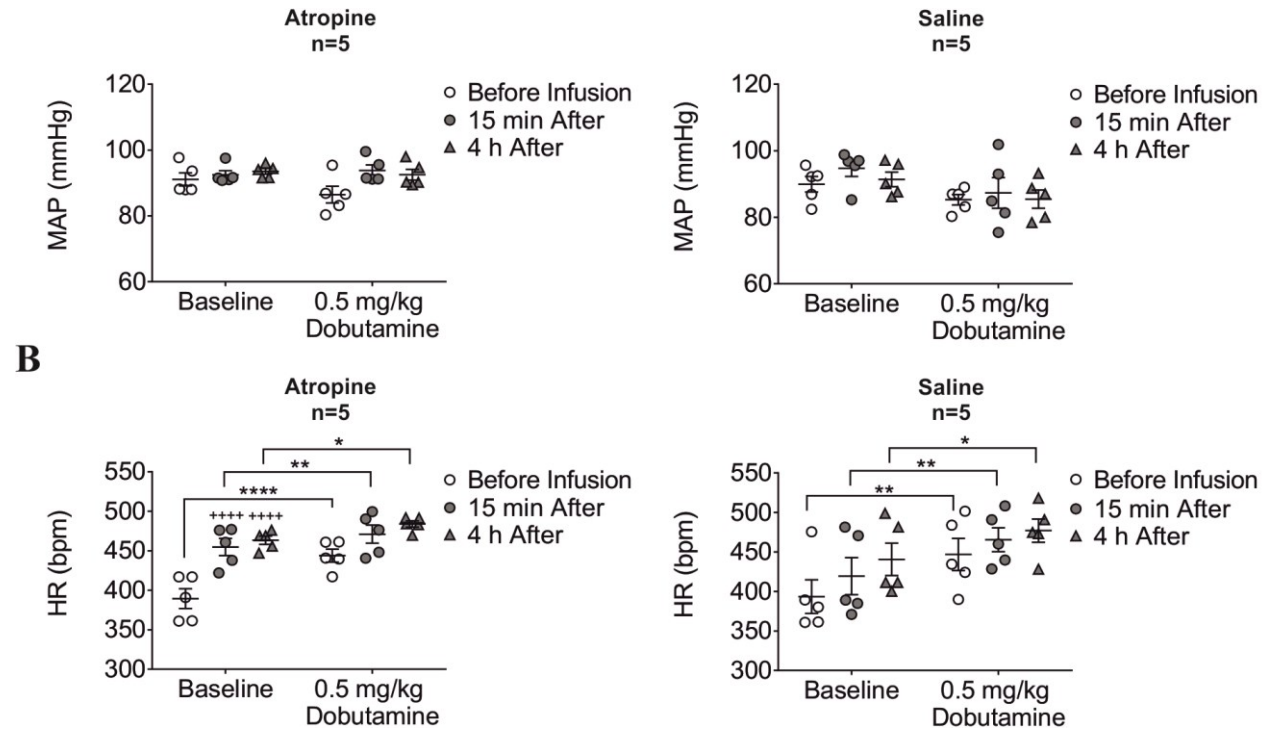 Atropine
n=5
120
100
80
60
MAP (mmHg)
Before Infusion
15 min After
4 h After
Baseline
0.5 mg/kg
Dobutamine
Saline
n=5
120
100
80
60
MAP (mmHg)
Before Infusion
15 min After
4 h After
Baseline
0.5 mg/kg
Dobutamine
B
Atropine
n=5
*
**
****
++++ ++++
550
500
450
400
350
300
HR (bpm)
Before Infusion
15 min After
4 h After
Baseline
0.5 mg/kg
Dobutamine
Saline
n=5
*
**
**
550
500
450
400
350
300
HR (bpm)
Before Infusion
15 min After
4 h After
Baseline
0.5 mg/kg
Dobutamine